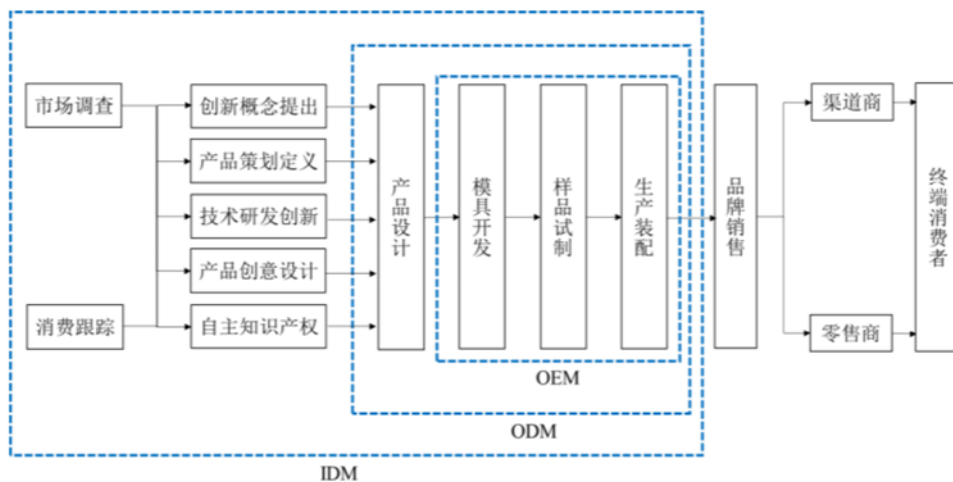 市场调查
消费跟踪
创新概念提出
产品策划定义
技术研发创新
产品创意设计
自主知识产权
产品设计
模具开发
样品试制
生产装配
品牌销售
渠道商
零售商
终端消费者
OEM
ODM
IDM